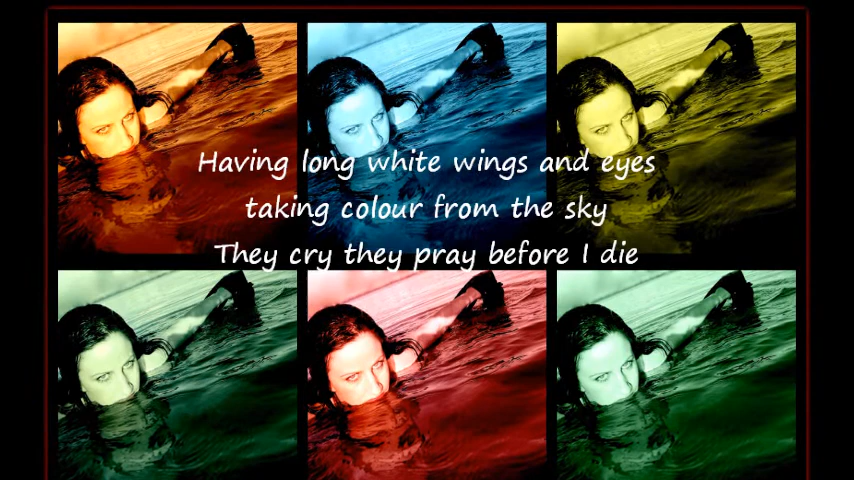 Having long white wings and eyes
taking colour from the sky
They cry they pray before I die